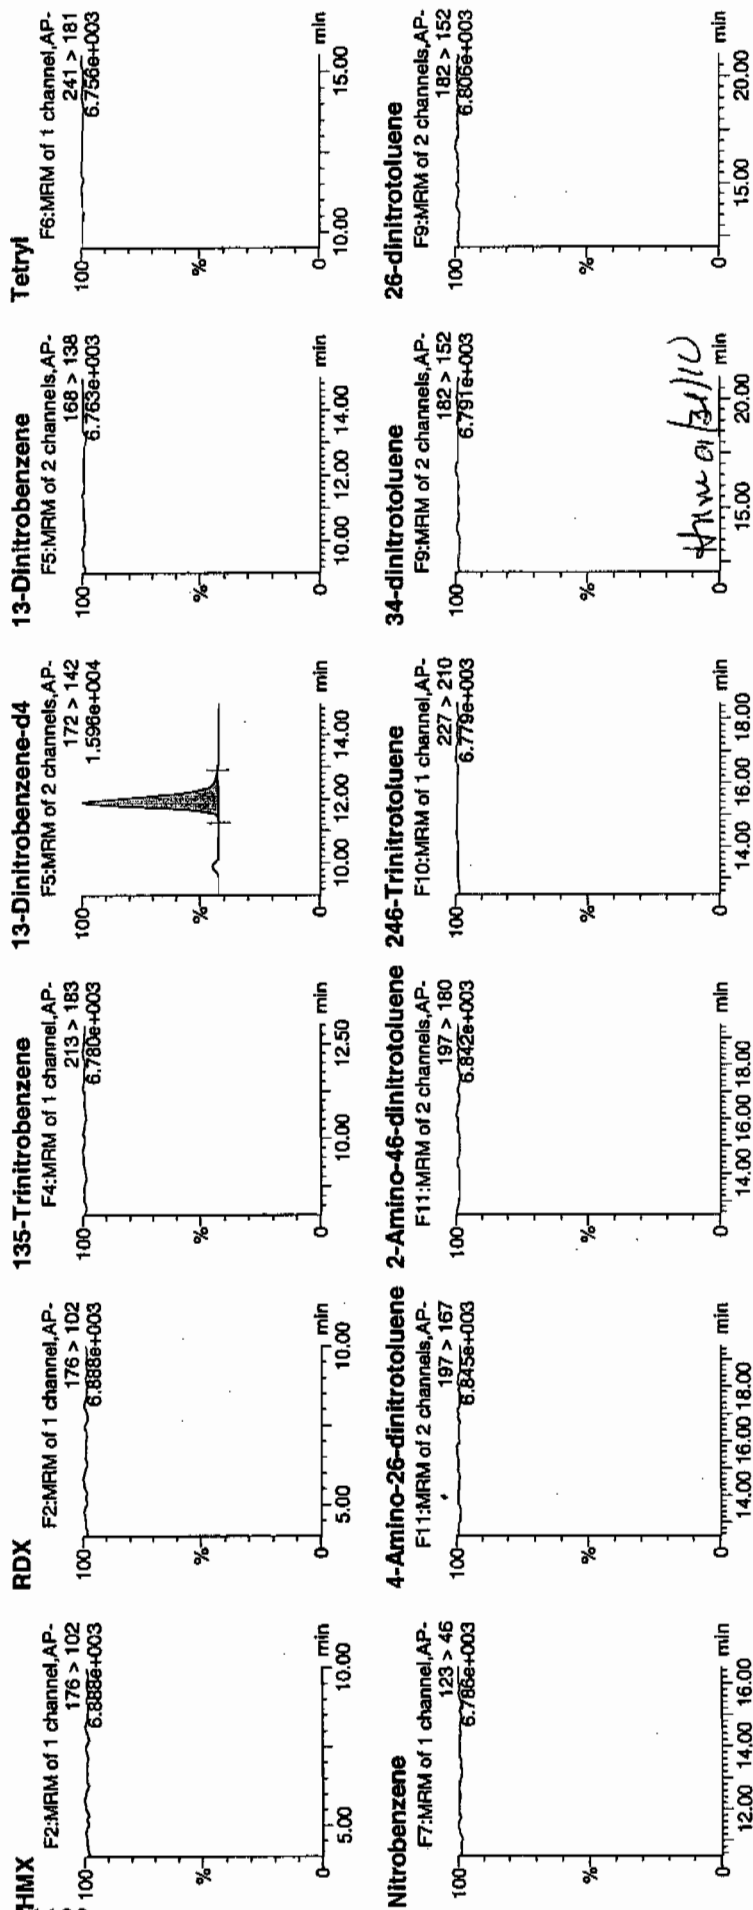 HMX
F2:MRM of 1 channel,AP-
176 > 102
6.888e+003
100
%
0
5.00 10.00 min
RDX
F2:MRM of 1 channel,AP-
176 > 102
6.888e+003
100
%
0
5.00 10.00 min
135-Trinitrobenzene
F4:MRM of 1 channel,AP-
213 > 183
6.780e+003
100
%
0
10.00 12.50 min
13-Dinitrobenzene-d4
F5:MRM of 2 channels,AP-
172 > 142
1.596e+004
100
%
0
10.00 12.00 14.00 min
13-Dinitrobenzene
F5:MRM of 2 channels,AP-
168 > 138
6.763e+003
100
%
0
10.00 12.00 14.00 min
Tetryl
F6:MRM of 1 channel,AP-
241 > 181
6.756e+003
100
%
0
10.00 15.00 min
Nitrobenzene
F7:MRM of 1 channel,AP-
123 > 46
6.786e+003
100
%
0
12.00 14.00 16.00 min
4-Amino-26-dinitrotoluene
F11:MRM of 2 channels,AP-
197 > 167
6.845e+003
100
%
0
14.00 16.00 18.00 min
2-Amino-46-dinitrotoluene
F11:MRM of 2 channels,AP-
197 > 180
6.842e+003
100
%
0
14.00 16.00 18.00 min
246-Trinitrotoluene
F10:MRM of 1 channel,AP-
227 > 210
6.779e+003
100
%
0
14.00 16.00 18.00 min
34-dinitrotoluene
F9:MRM of 2 channels,AP-
182 > 152
6.791e+003
100
%
0
15.00 20.00 min
26-dinitrotoluene
F9:MRM of 2 channels,AP-
182 > 152
6.806e+003
100
%
0
15.00 20.00 min